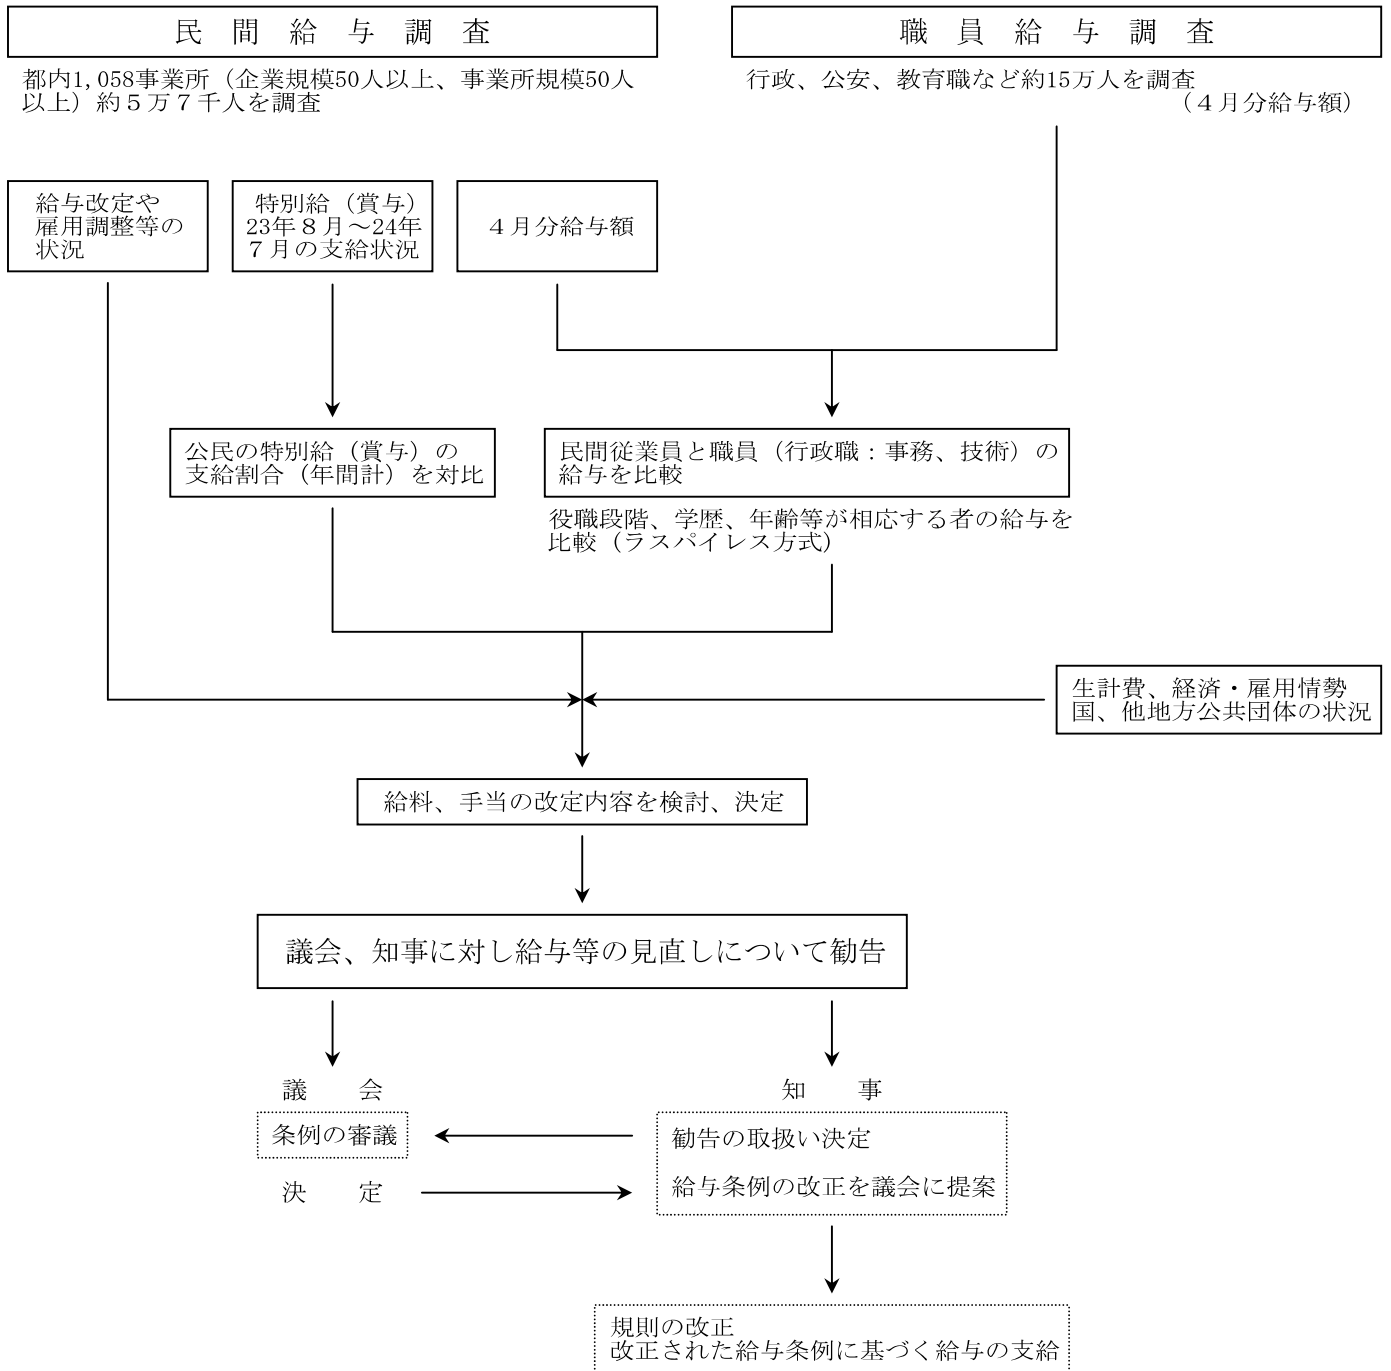 民間給与調査
都内1,058事業所（企業規模50人以上、事業所規模50人
以上）約５万７千人を調査
職員給与調査
行政、公安、教育職など約15万人を調査
（４月分給与額）
給与改定や
雇用調整等の
状況
特別給（賞与）
23年８月～24年
７月の支給状況
４月分給与額
公民の特別給（賞与）の
支給割合（年間計）を対比
民間従業員と職員（行政職：事務、技術）の
給与を比較
役職段階、学歴、年齢等が相応する者の給与を
比較（ラスパイレス方式）
生計費、経済・雇用情勢
国、他地方公共団体の状況
給料、手当の改定内容を検討、決定
議会、知事に対し給与等の見直しについて勧告
議会
知事
条例の審議
勧告の取扱い決定
給与条例の改正を議会に提案
決定
規則の改正
改正された給与条例に基づく給与の支給